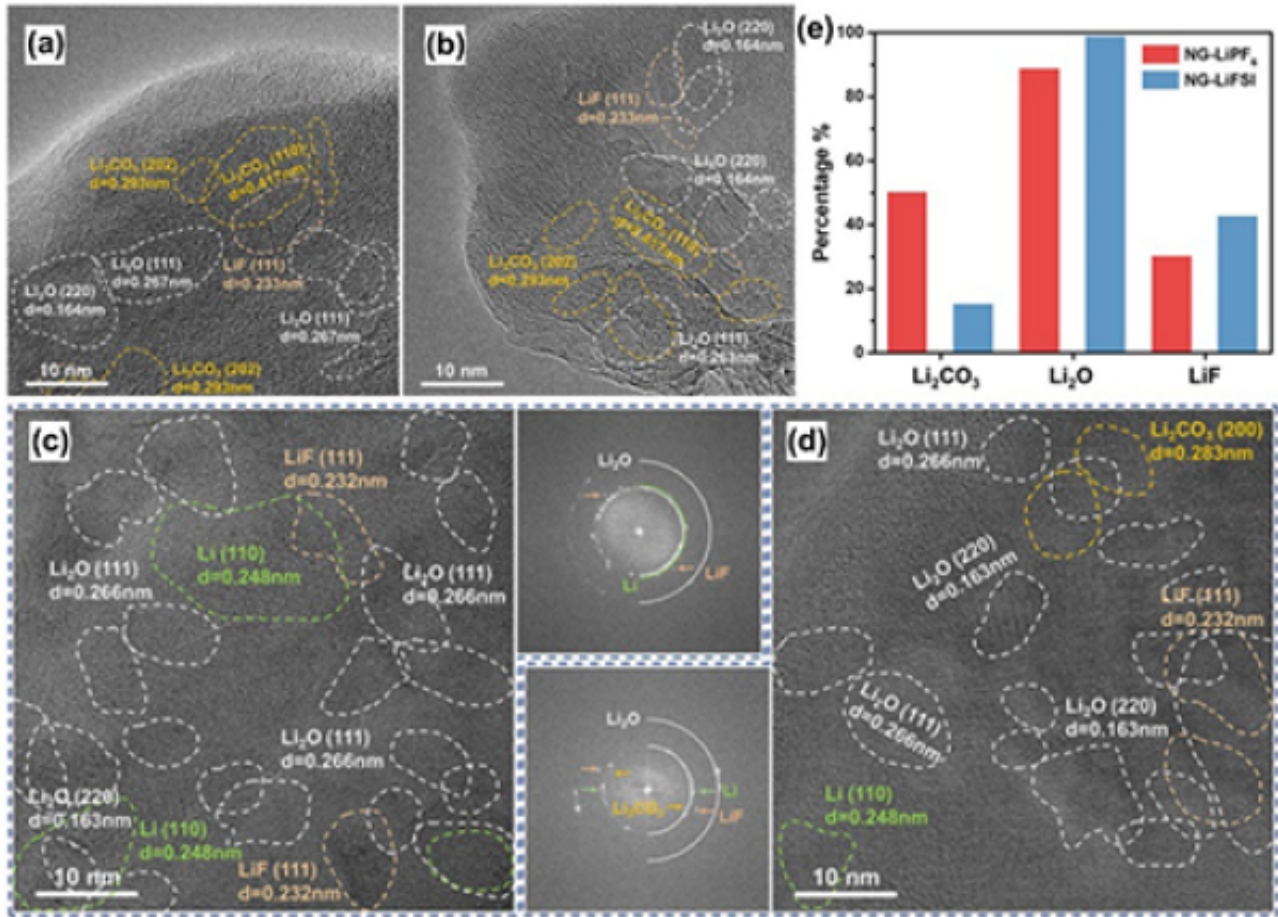 (a)
Li₂CO₃ (202)
d=0.293nm
Li₂CO₃ (110)
d=0.417nm
Li₂O (111)
d=0.267nm
LiF (111)
d=0.233nm
Li₂O (220)
d=0.164nm
Li₂O (111)
d=0.267nm
Li₂CO₃ (202)
d=0.293nm
10 nm
(b)
Li₂O (220)
d=0.164nm
LiF (111)
d=0.233nm
Li₂O (220)
d=0.164nm
Li₂CO₃ (110)
d=0.417nm
Li₂CO₃ (202)
d=0.293nm
Li₂O (111)
d=0.263nm
10 nm
(e)
Percentage %
100
80
60
40
20
0
NG-LiPF₆
NG-LiFSI
Li₂CO₃
Li₂O
LiF
(c)
LiF (111)
d=0.232nm
Li (110)
d=0.248nm
Li₂O (111)
d=0.266nm
Li₂O (111)
d=0.266nm
Li₂O (111)
d=0.266nm
Li₂O (220)
d=0.163nm
Li (110)
d=0.248nm
LiF (111)
d=0.232nm
10 nm
Li₂O
Li
LiF
Li₂O
Li₂CO₃
Li
LiF
(d)
Li₂O (111)
d=0.266nm
Li₂CO₃ (200)
d=0.283nm
Li₂O (220)
d=0.163nm
LiF (111)
d=0.232nm
Li₂O (111)
d=0.266nm
Li₂O (220)
d=0.163nm
Li (110)
d=0.248nm
10 nm